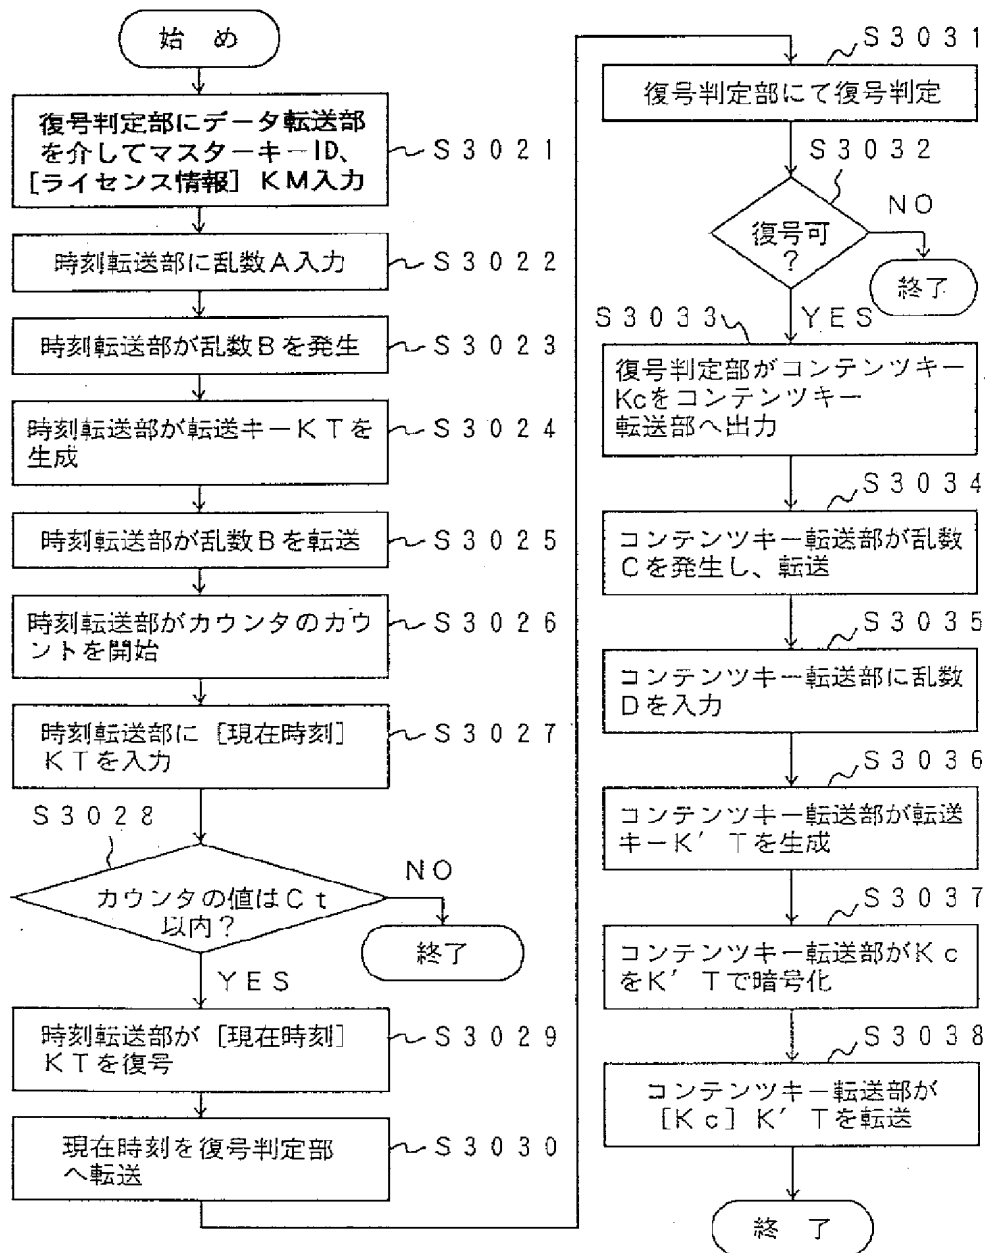 始 め
復号判定部にデータ転送部
を介してマスターキーID、
[ライセンス情報] KM入力
S3021
時刻転送部に乱数A入力
S3022
時刻転送部が乱数Bを発生
S3023
時刻転送部が転送キーKTを
生成
S3024
時刻転送部が乱数Bを転送
S3025
時刻転送部がカウンタのカウ
ントを開始
S3026
時刻転送部に [現在時刻]
KTを入力
S3027
S3028
カウンタの値はCt
以内?
NO
終了
YES
時刻転送部が [現在時刻]
KTを復号
S3029
現在時刻を復号判定部
へ転送
S3030
S3031
復号判定部にて復号判定
S3032
復号可
?
NO
終了
YES
S3033
復号判定部がコンテンツキー
Kcをコンテンツキー
転送部へ出力
S3034
コンテンツキー転送部が乱数
Cを発生し、転送
S3035
コンテンツキー転送部に乱数
Dを入力
S3036
コンテンツキー転送部が転送
キーK′Tを生成
S3037
コンテンツキー転送部がKc
をK′Tで暗号化
S3038
コンテンツキー転送部が
[Kc] K′Tを転送
終 了